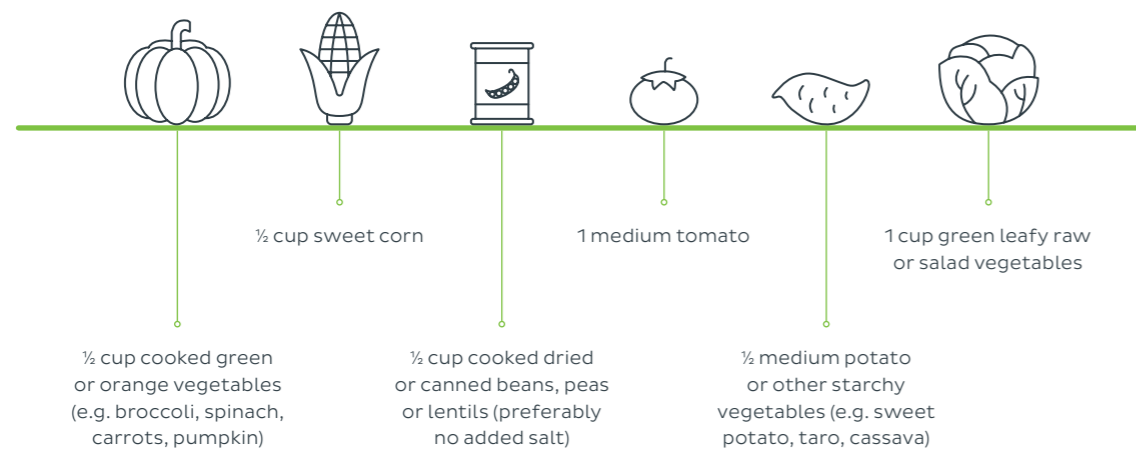 ½ cup sweet corn
1 medium tomato
1 cup green leafy raw
or salad vegetables
½ cup cooked green
or orange vegetables
(e.g. broccoli, spinach,
carrots, pumpkin)
½ cup cooked dried
or canned beans, peas
or lentils (preferably
no added salt)
½ medium potato
or other starchy
vegetables (e.g. sweet
potato, taro, cassava)